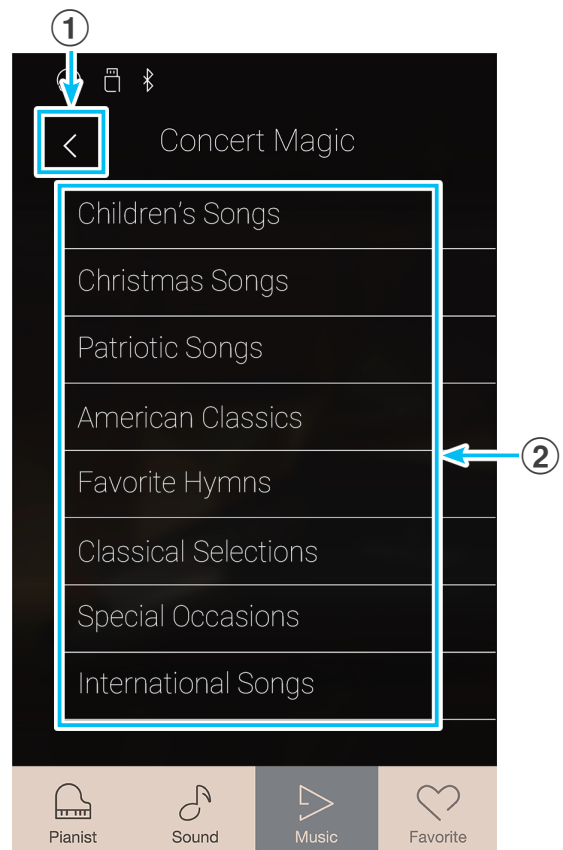 ①
Concert Magic
Children's Songs
Christmas Songs
Patriotic Songs
American Classics
Favorite Hymns
②
Classical Selections
Special Occasions
International Songs
Pianist Sound Music Favorite